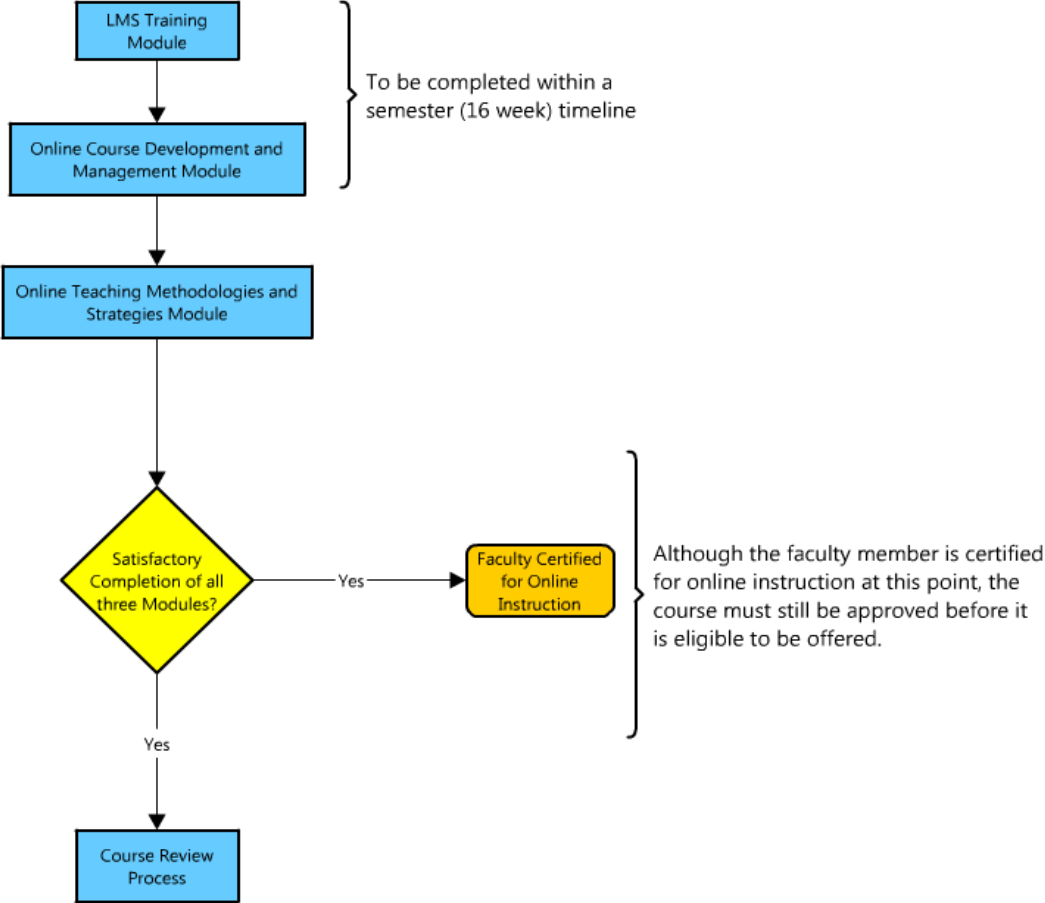 LMS Training
Module
To be completed within a
semester (16 week) timeline
Online Course Development and
Management Module
Online Teaching Methodologies and
Strategies Module
Satisfactory
Completion of all
three Modules?
Yes
Faculty Certified
for Online
Instruction
Although the faculty member is certified
for online instruction at this point, the
course must still be approved before it
is eligible to be offered.
Yes
Course Review
Process